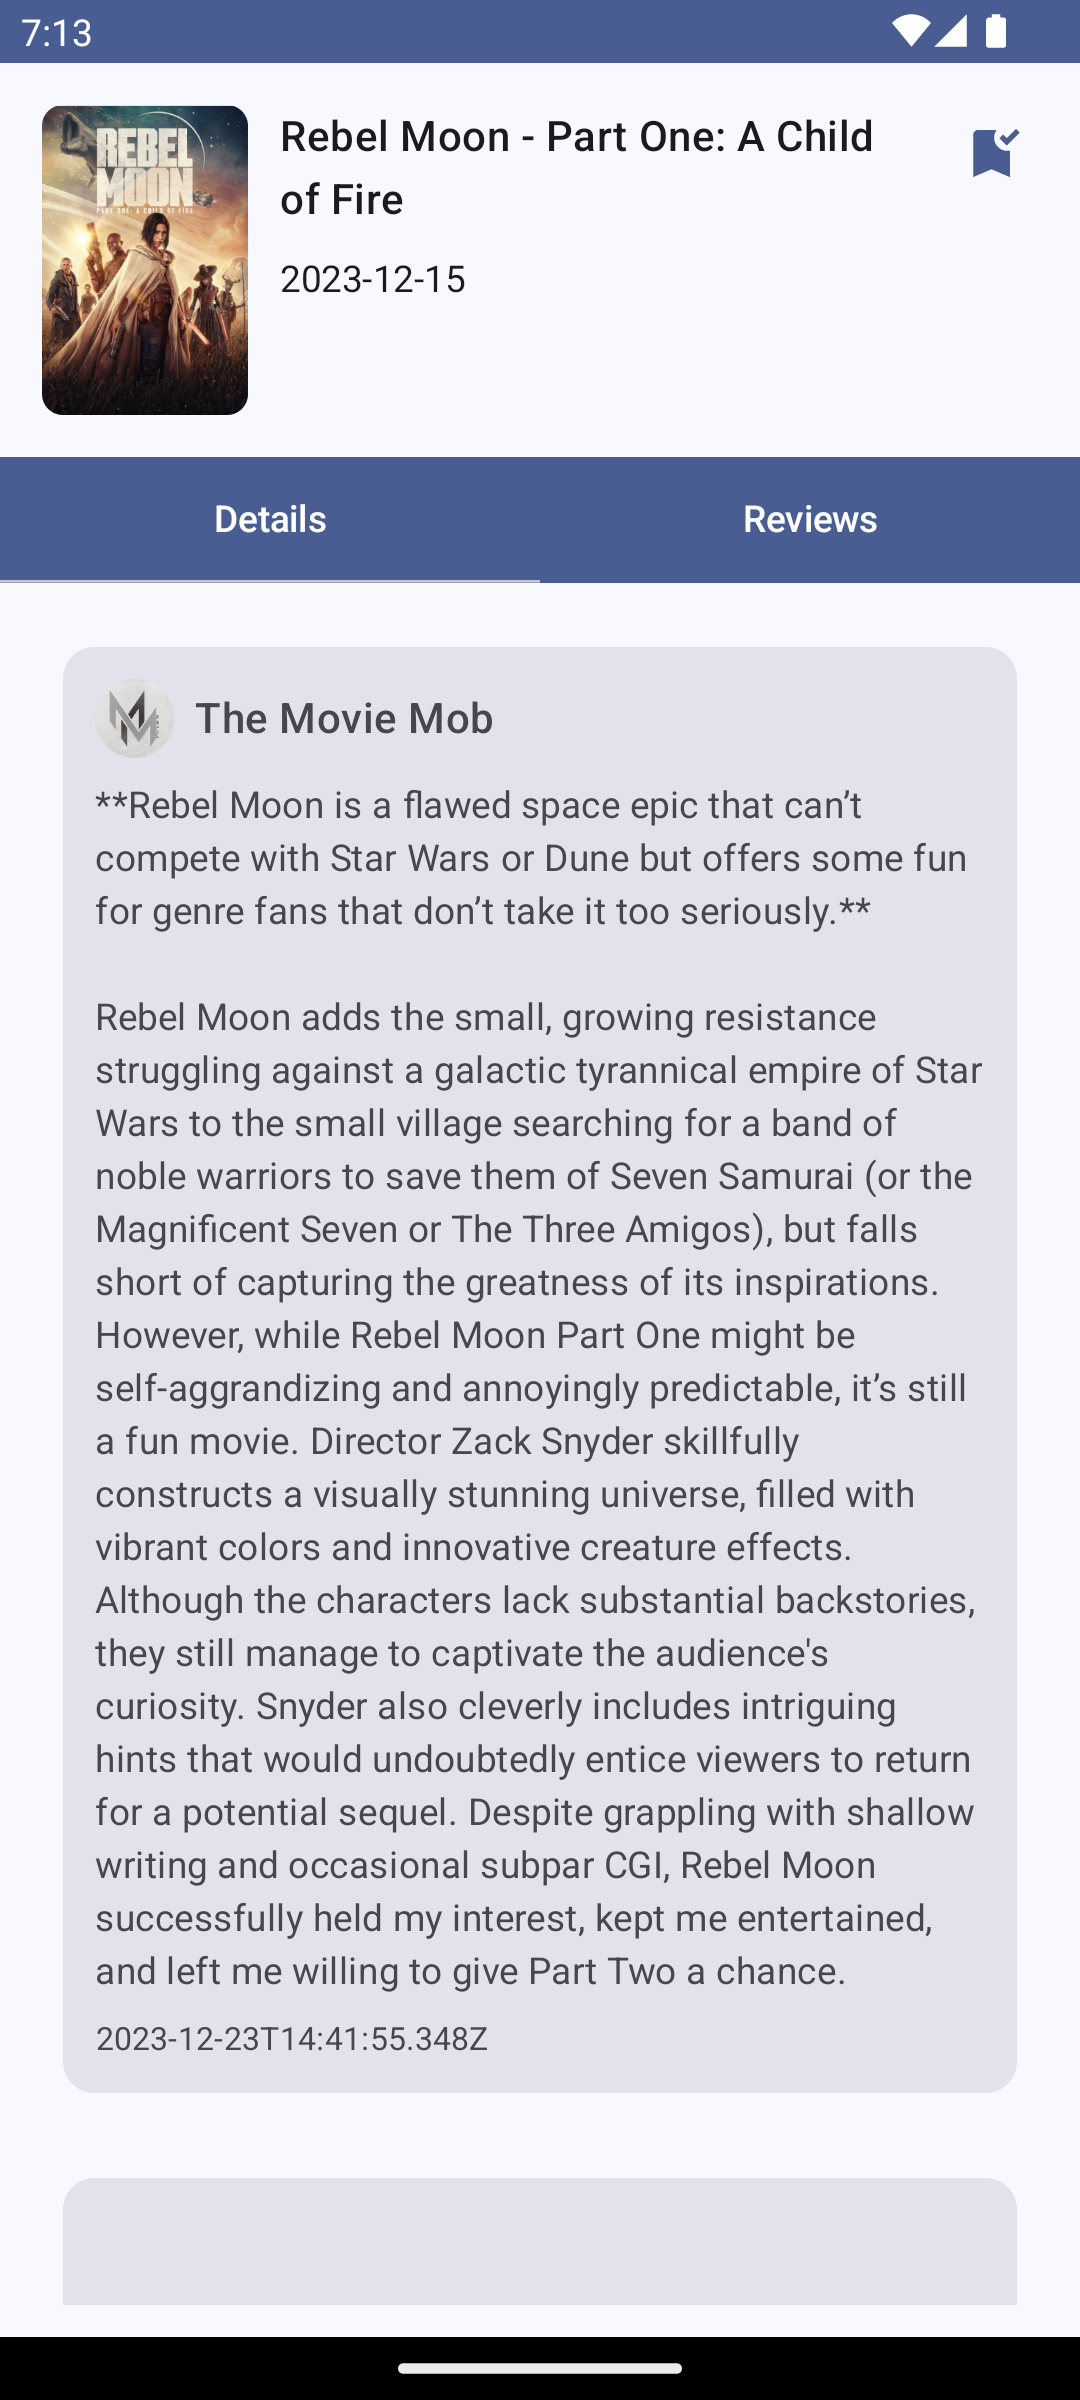 7:13
REBEL
MOON
PART ONE: A CHILD OF FIRE
Rebel Moon - Part One: A Child
of Fire
2023-12-15
Details
Reviews
The Movie Mob
**Rebel Moon is a flawed space epic that can’t
compete with Star Wars or Dune but offers some fun
for genre fans that don’t take it too seriously.**
Rebel Moon adds the small, growing resistance
struggling against a galactic tyrannical empire of Star
Wars to the small village searching for a band of
noble warriors to save them of Seven Samurai (or the
Magnificent Seven or The Three Amigos), but falls
short of capturing the greatness of its inspirations.
However, while Rebel Moon Part One might be
self-aggrandizing and annoyingly predictable, it’s still
a fun movie. Director Zack Snyder skillfully
constructs a visually stunning universe, filled with
vibrant colors and innovative creature effects.
Although the characters lack substantial backstories,
they still manage to captivate the audience's
curiosity. Snyder also cleverly includes intriguing
hints that would undoubtedly entice viewers to return
for a potential sequel. Despite grappling with shallow
writing and occasional subpar CGI, Rebel Moon
successfully held my interest, kept me entertained,
and left me willing to give Part Two a chance.
2023-12-23T14:41:55.348Z